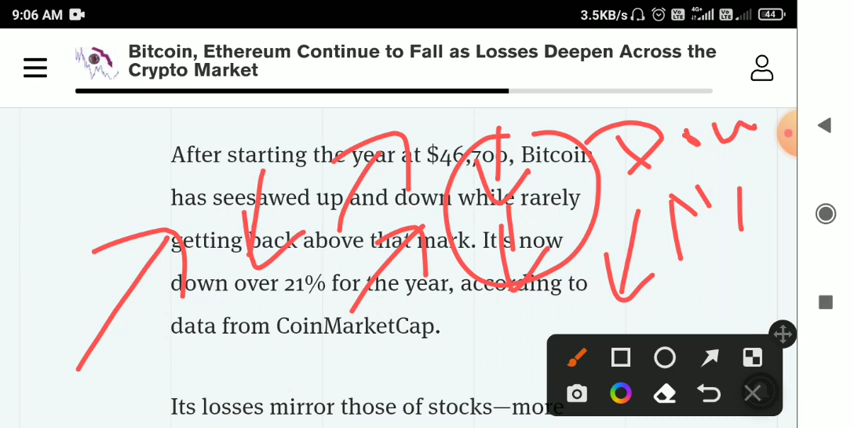 9:06 AM 3.5KB/s 4G+ 44
Bitcoin, Ethereum Continue to Fall as Losses Deepen Across the
Crypto Market
After starting the year at $46,700, Bitcoin
has seesawed up and down while rarely
getting back above that mark. It's now
down over 21% for the year, according to
data from CoinMarketCap.
Its losses mirror those of stocks—more